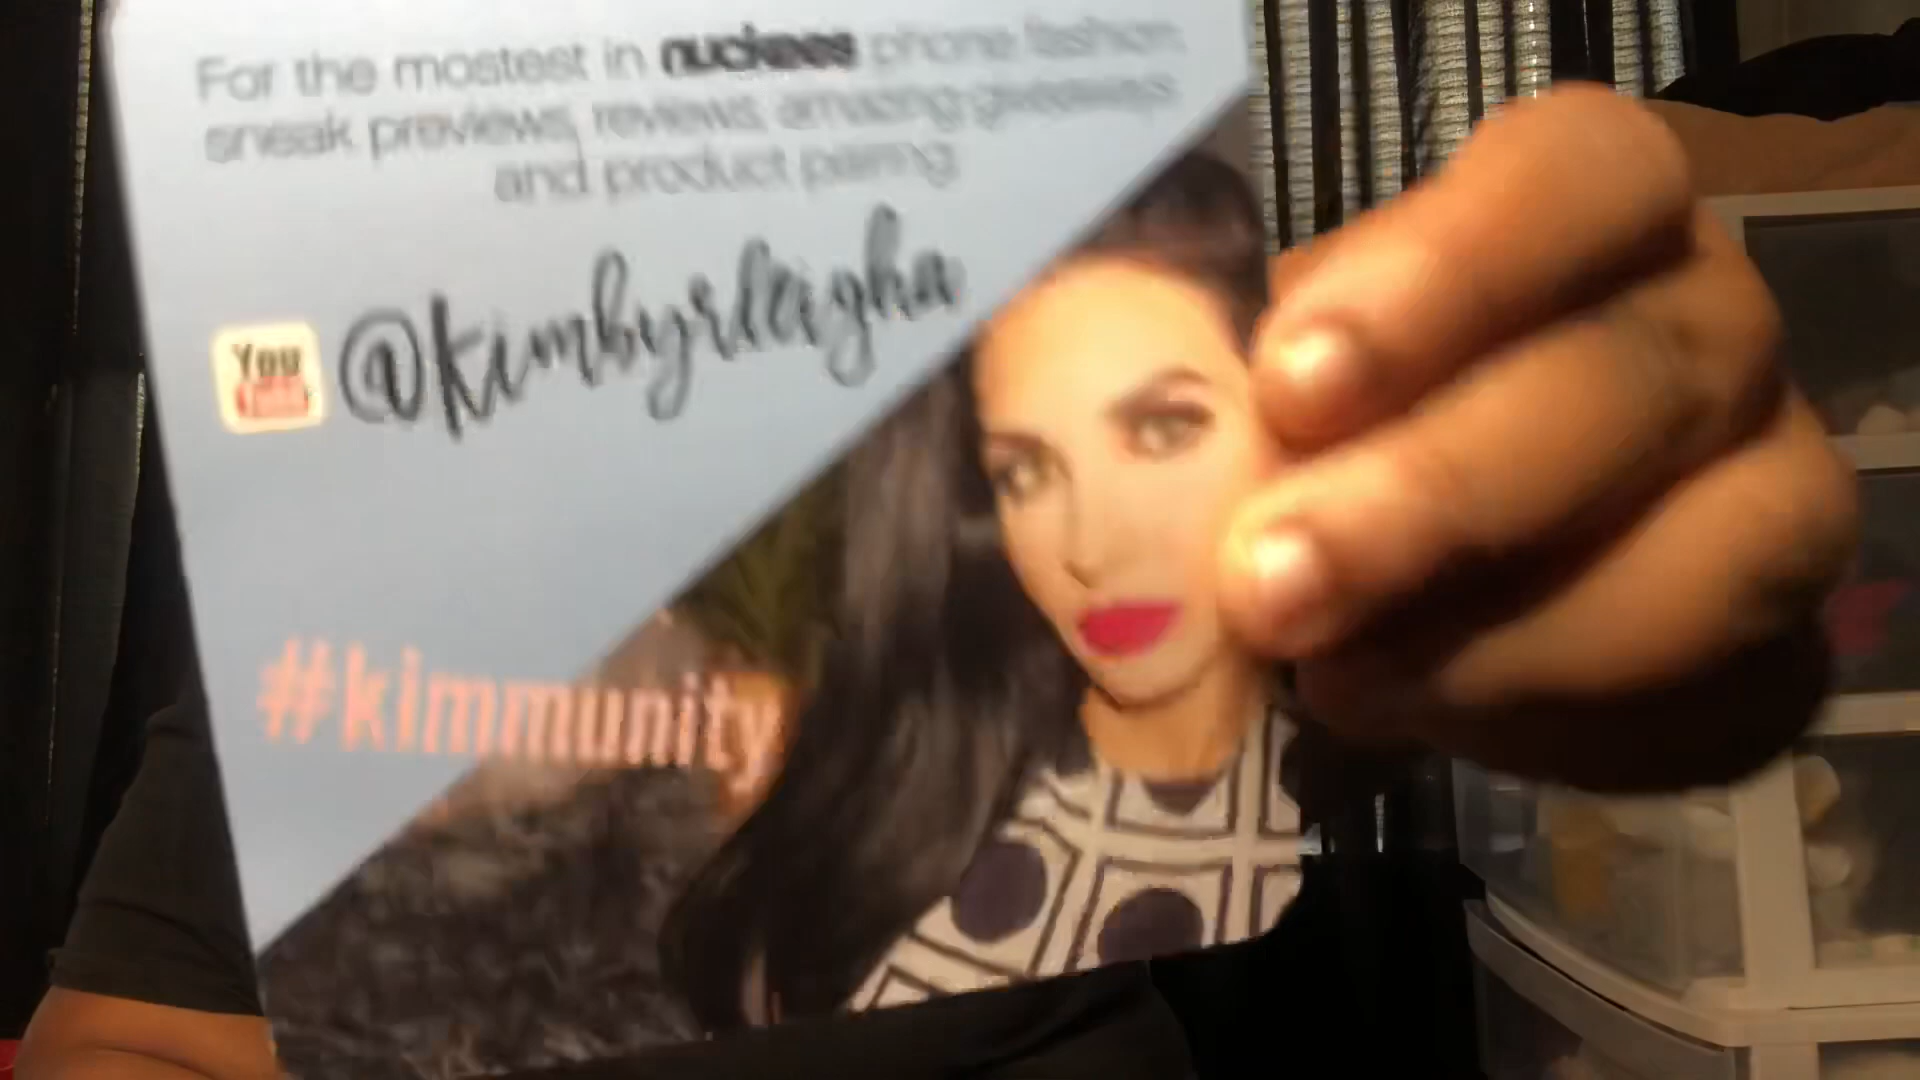 For the mostest in nuckees phone fashion
sneak previews, reviews, amazing giveaways
and product pairing.
You Tube @kimbyrleigha
#kimmunity